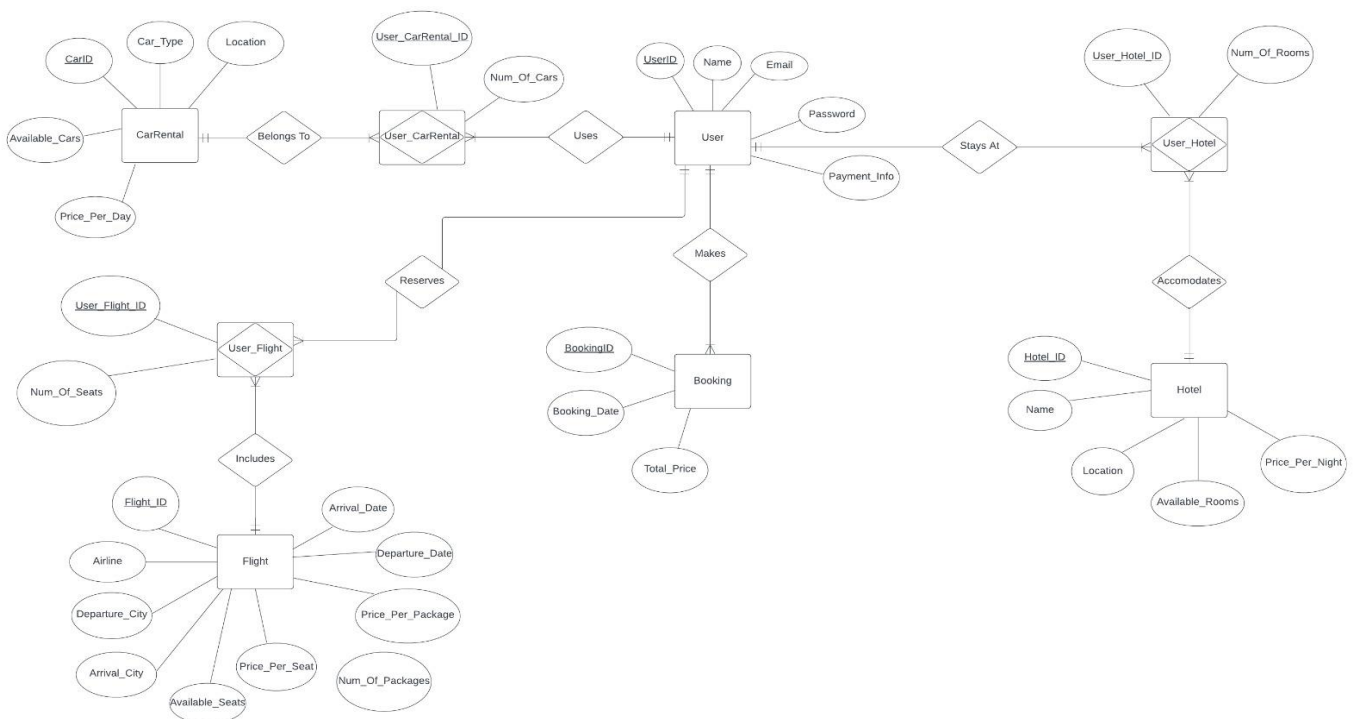 Car_Type
Location
CarID
User_CarRental_ID
Num_Of_Cars
UserID
Name
Email
User_Hotel_ID
Num_Of_Rooms
Available_Cars
CarRental
Belongs To
User_CarRental
Uses
User
Password
Payment_Info
Stays At
User_Hotel
Price_Per_Day
Reserves
Makes
Accomodates
User_Flight_ID
User_Flight
Num_Of_Seats
BookingID
Booking
Booking_Date
Total_Price
Hotel_ID
Hotel
Name
Location
Available_Rooms
Price_Per_Night
Includes
Flight_ID
Arrival_Date
Airline
Flight
Departure_Date
Departure_City
Price_Per_Package
Arrival_City
Price_Per_Seat
Available_Seats
Num_Of_Packages